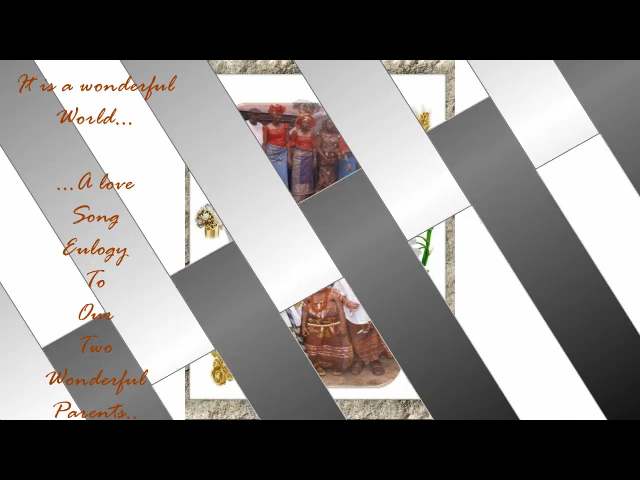 It is a wonderful
World...
...A love
Song
Eulogy
To
Our
Two
Wonderful
Parents..